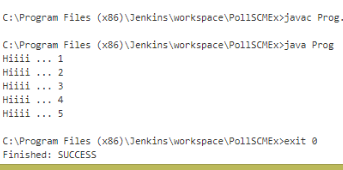 C:\Program Files (x86)\Jenkins\workspace\PollSCMEx>javac Prog.
C:\Program Files (x86)\Jenkins\workspace\PollSCMEx>java Prog
Hiiii ... 1
Hiiii ... 2
Hiiii ... 3
Hiiii ... 4
Hiiii ... 5
C:\Program Files (x86)\Jenkins\workspace\PollSCMEx>exit 0
Finished: SUCCESS